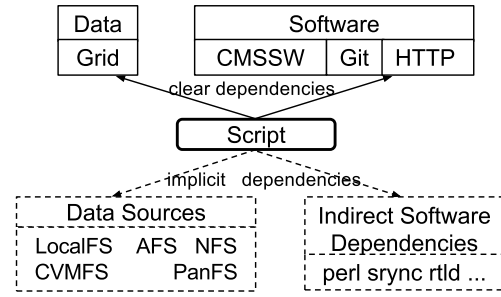 Data
Software
Grid
CMSSW Git HTTP
clear dependencies
Script
implicit dependencies
Data Sources
LocalFS AFS NFS
CVMFS PanFS
Indirect Software
Dependencies
perl srync rtld ...